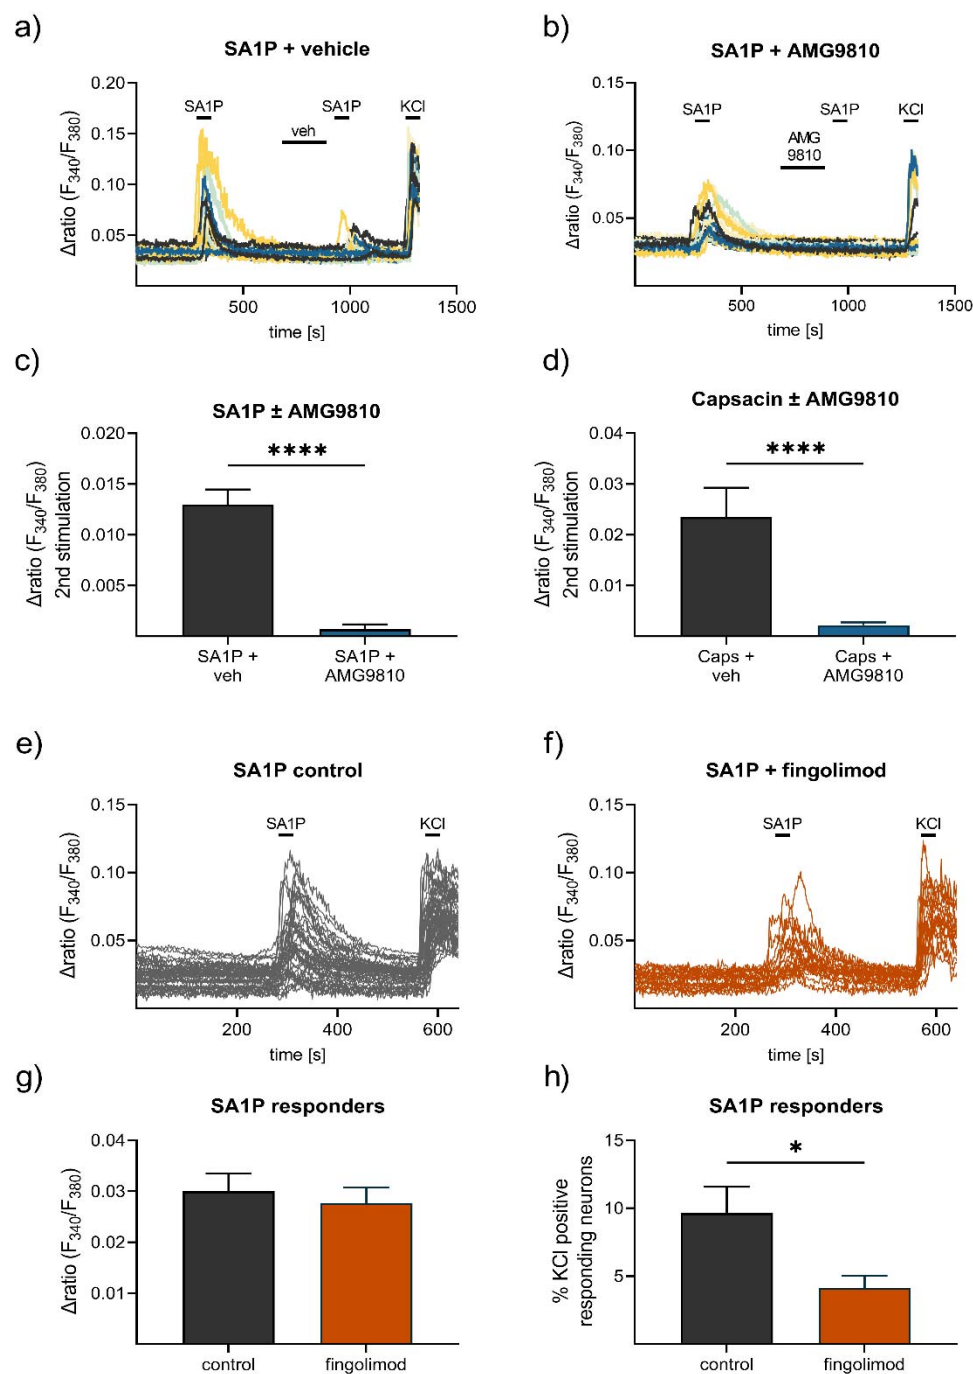 a)
SA1P + vehicle
Δratio (F340/F380)
0.20
0.15
0.10
0.05
SA1P
veh
SA1P
KCl
500
1000
1500
time [s]
b)
SA1P + AMG9810
Δratio (F340/F380)
0.15
0.10
0.05
SA1P
AMG
9810
SA1P
KCl
500
1000
1500
time [s]
c)
SA1P ± AMG9810
Δratio (F340/F380)
2nd stimulation
0.020
0.015
0.010
0.005
****
SA1P +
veh
SA1P +
AMG9810
d)
Capsacin ± AMG9810
Δratio (F340/F380)
2nd stimulation
0.04
0.03
0.02
0.01
****
Caps +
veh
Caps +
AMG9810
e)
SA1P control
Δratio (F340/F380)
0.15
0.10
0.05
SA1P
KCl
200
400
600
time [s]
f)
SA1P + fingolimod
Δratio (F340/F380)
0.15
0.10
0.05
SA1P
KCl
200
400
600
time [s]
g)
SA1P responders
Δratio (F340/F380)
0.04
0.03
0.02
0.01
control
fingolimod
h)
SA1P responders
% KCl positive
responding neurons
15
10
5
*
control
fingolimod